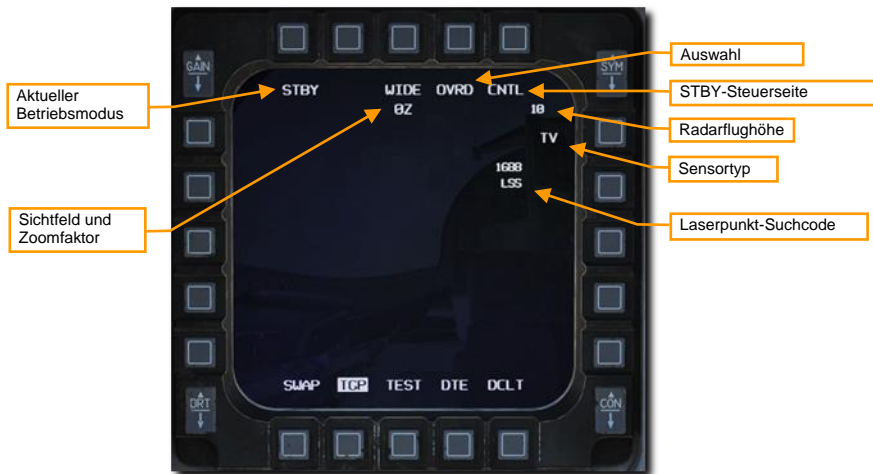 Auswahl
GAIN
SYM
STBY
WIDE
OVRD
CNTL
STBY-Steuerseite
Aktueller
Betriebsmodus
0Z
10
Radarflughöhe
TV
Sensortyp
1688
LSS
Sichtfeld und
Zoomfaktor
Laserpunkt-Suchcode
SWAP
TGP
TEST
DTE
DCLT
BRT
CON